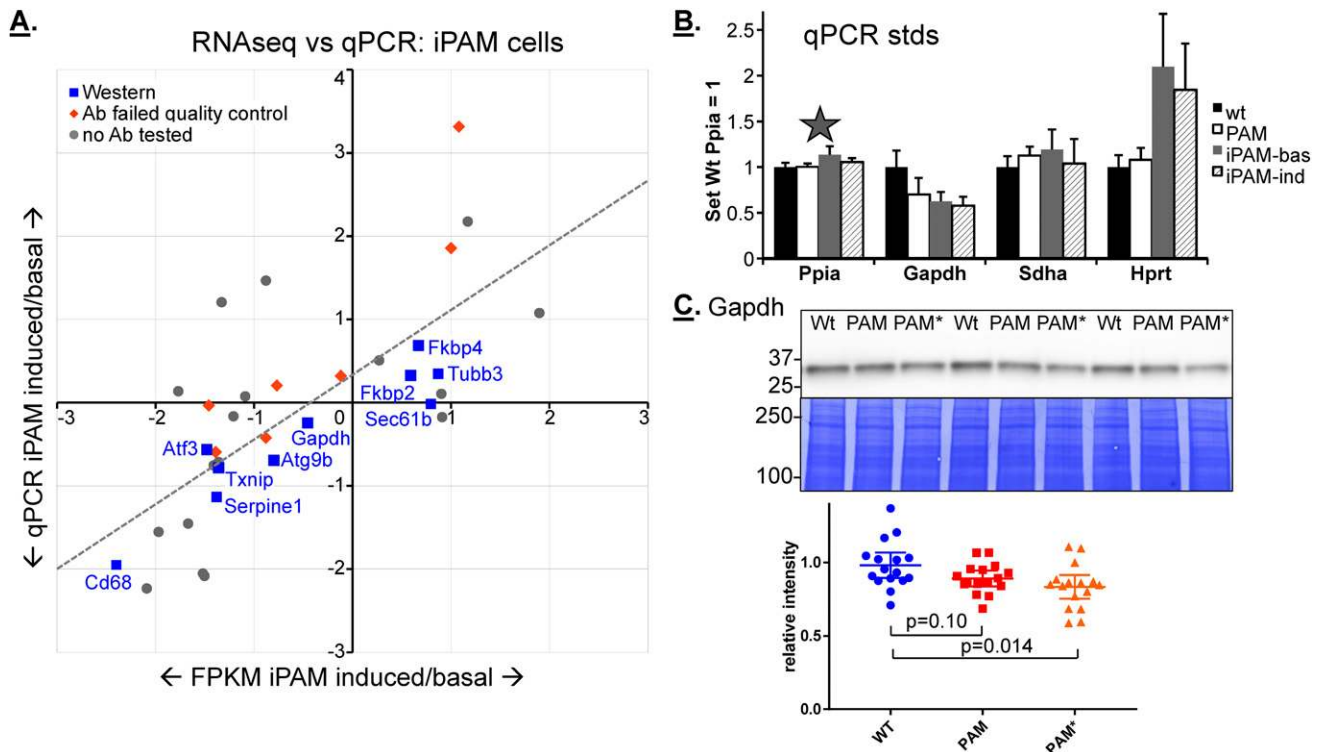 A.
RNAseq vs qPCR: iPAM cells
Western
Ab failed quality control
no Ab tested
4
3
2
1
0
-1
-2
-3
-3 -2 -1 0 1 2 3
Fkbp4
Tubb3
Fkbp2
Sec61b
Gapdh
Atf3
Atg9b
Txnip
Serpine1
Cd68
← qPCR iPAM induced/basal →
← FPKM iPAM induced/basal →
B.
qPCR stds
Set Wt Ppia = 1
2.5
2
1.5
1
0.5
0
Ppia Gapdh Sdha Hprt
wt
PAM
iPAM-bas
iPAM-ind
C. Gapdh
Wt PAM PAM* Wt PAM PAM* Wt PAM PAM*
37
25
250
100
relative intensity
1.0
0.5
0.0
p=0.10
p=0.014
WT PAM PAM*